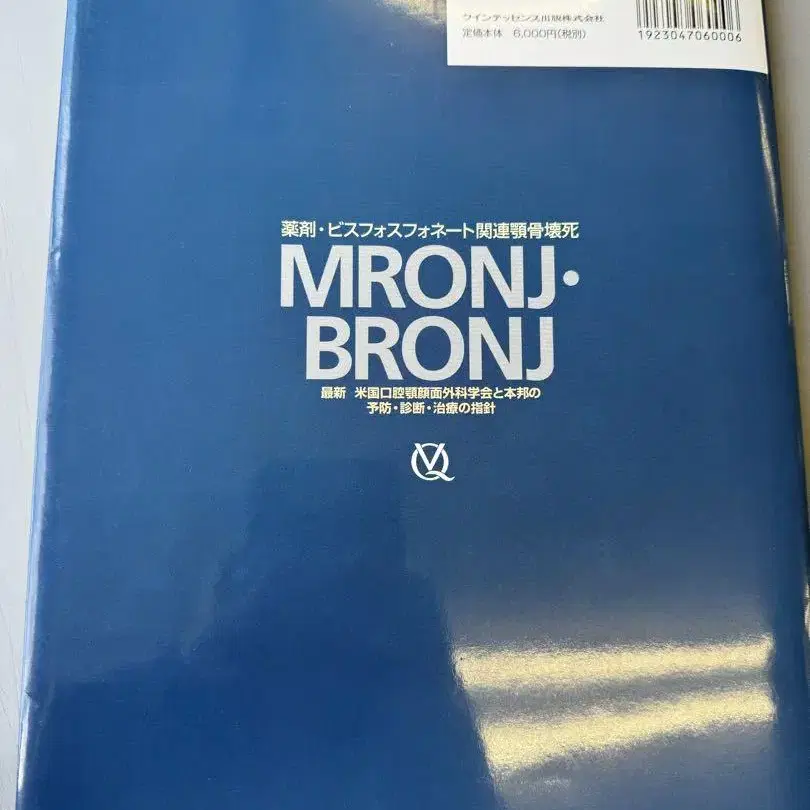 クインテッセンス出版株式会社
定価本体 6,000円(税別)
1923047060006
薬剤・ビスフォスフォネート関連顎骨壊死
MRONJ・
BRONJ
最新 米国口腔顎顔面外科学会と本邦の
予防・診断・治療の指針